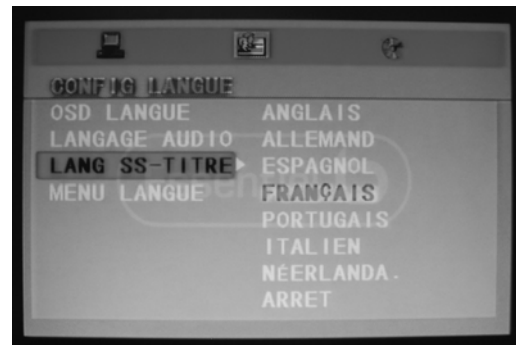 CONFIG LANGUE
OSD LANGUE
LANGAGE AUDIO
LANG SS-TITRE
MENU LANGUE
ANGLAIS
ALLEMAND
ESPAGNOL
FRANÇAIS
PORTUGAIS
ITALIEN
NÉERLANDA.
ARRET